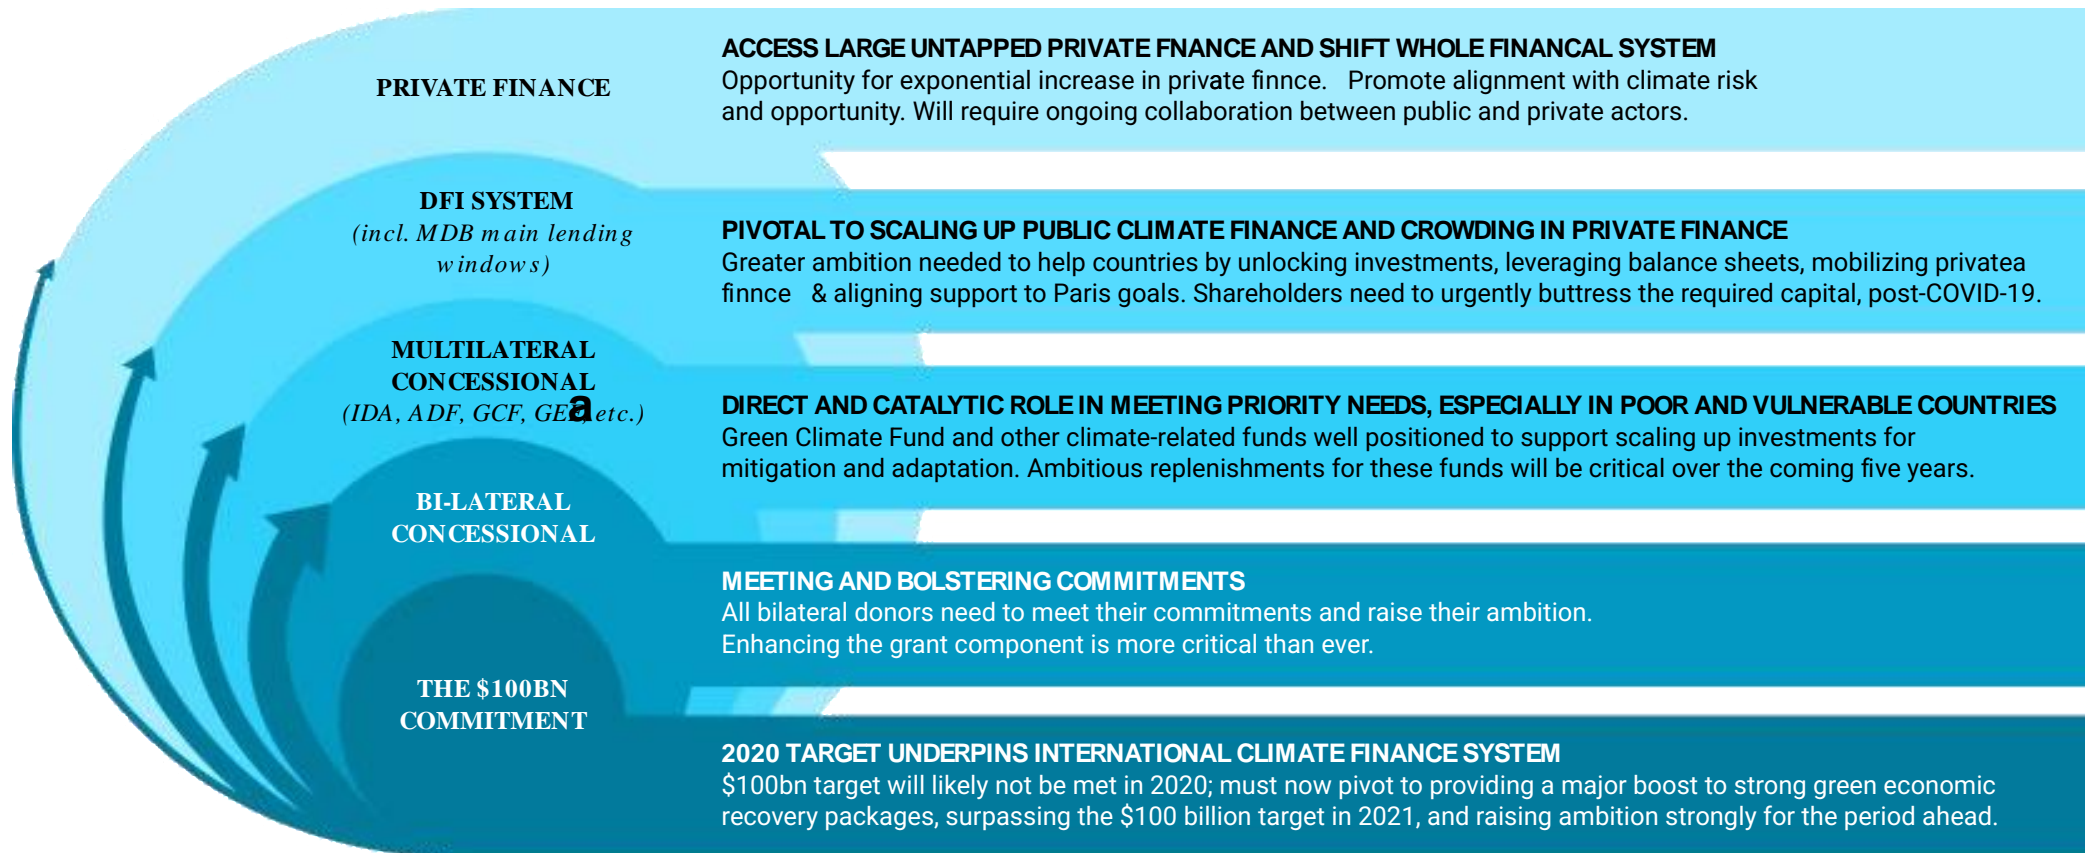 PRIVATE FINANCE
ACCESS LARGE UNTAPPED PRIVATE FNANCE AND SHIFT WHOLE FINANCAL SYSTEM
Opportunity for exponential increase in private finnce. Promote alignment with climate risk
and opportunity. Will require ongoing collaboration between public and private actors.
DFI SYSTEM
(incl. MDB main lending
windows)
PIVOTAL TO SCALING UP PUBLIC CLIMATE FINANCE AND CROWDING IN PRIVATE FINANCE
Greater ambition needed to help countries by unlocking investments, leveraging balance sheets, mobilizing privatea
finnce & aligning support to Paris goals. Shareholders need to urgently buttress the required capital, post-COVID-19.
MULTILATERAL
CONCESSIONAL
(IDA, ADF, GCF, etc.)
a
DIRECT AND CATALYTIC ROLE IN MEETING PRIORITY NEEDS, ESPECIALLY IN POOR AND VULNERABLE COUNTRIES
Green Climate Fund and other climate-related funds well positioned to support scaling up investments for
mitigation and adaptation. Ambitious replenishments for these funds will be critical over the coming five years.
BI-LATERAL
CONCESSIONAL
MEETING AND BOLSTERING COMMITMENTS
All bilateral donors need to meet their commitments and raise their ambition.
Enhancing the grant component is more critical than ever.
THE $100BN
COMMITMENT
2020 TARGET UNDERPINS INTERNATIONAL CLIMATE FINANCE SYSTEM
$100bn target will likely not be met in 2020; must now pivot to providing a major boost to strong green economic
recovery packages, surpassing the $100 billion target in 2021, and raising ambition strongly for the period ahead.